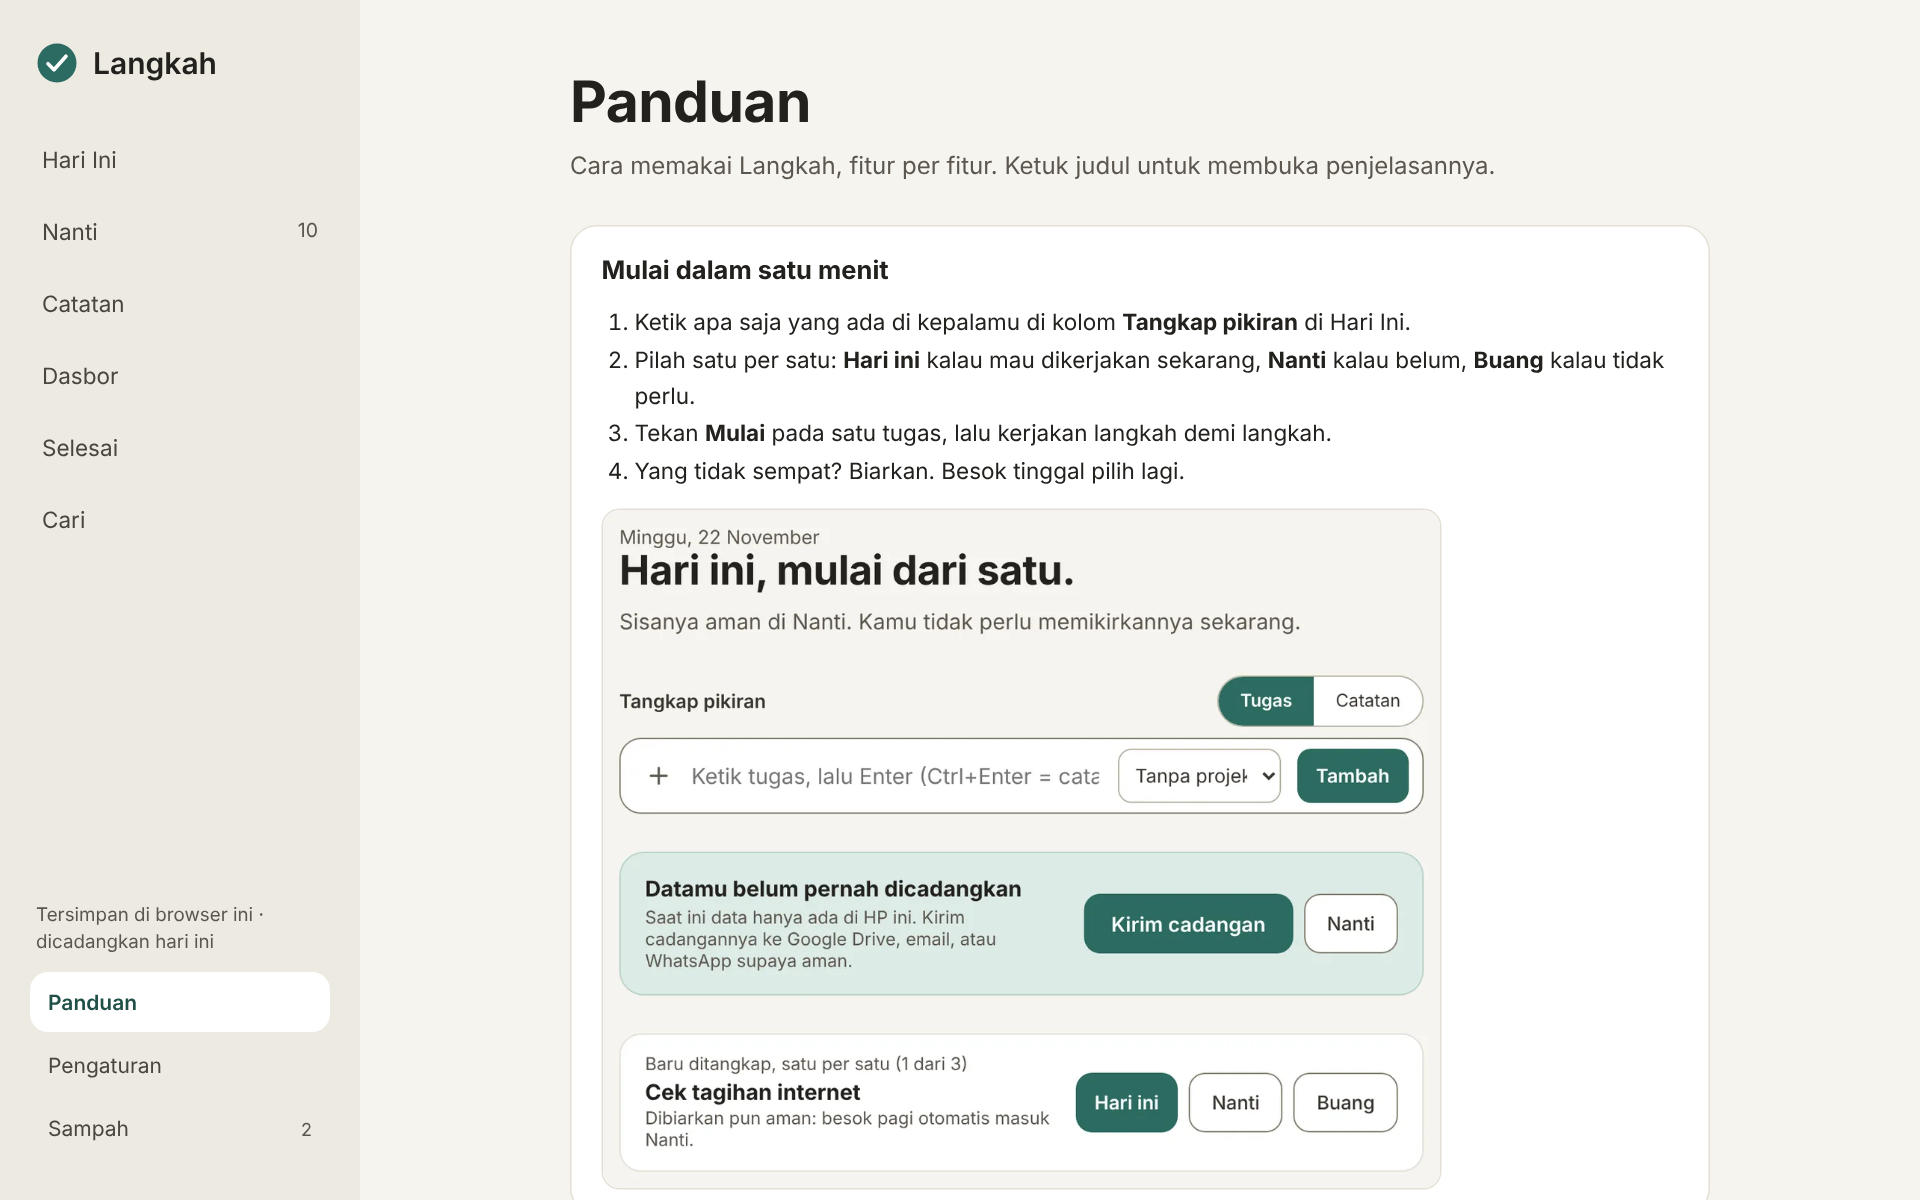 Langkah
Hari Ini
Nanti 10
Catatan
Dasbor
Selesai
Cari
Tersimpan di browser ini ·
dicadangkan hari ini
Panduan
Pengaturan
Sampah 2
Panduan
Cara memakai Langkah, fitur per fitur. Ketuk judul untuk membuka penjelasannya.
Mulai dalam satu menit
1. Ketik apa saja yang ada di kepalamu di kolom Tangkap pikiran di Hari Ini.
2. Pilah satu per satu: Hari ini kalau mau dikerjakan sekarang, Nanti kalau belum, Buang kalau tidak
perlu.
3. Tekan Mulai pada satu tugas, lalu kerjakan langkah demi langkah.
4. Yang tidak sempat? Biarkan. Besok tinggal pilih lagi.
Minggu, 22 November
Hari ini, mulai dari satu.
Sisanya aman di Nanti. Kamu tidak perlu memikirkannya sekarang.
Tangkap pikiran
Tugas Catatan
+ Ketik tugas, lalu Enter (Ctrl+Enter = cata
Tanpa projek
Tambah
Datamu belum pernah dicadangkan
Saat ini data hanya ada di HP ini. Kirim
cadangannya ke Google Drive, email, atau
WhatsApp supaya aman.
Kirim cadangan Nanti
Baru ditangkap, satu per satu (1 dari 3)
Cek tagihan internet
Dibiarkan pun aman: besok pagi otomatis masuk
Nanti.
Hari ini Nanti Buang